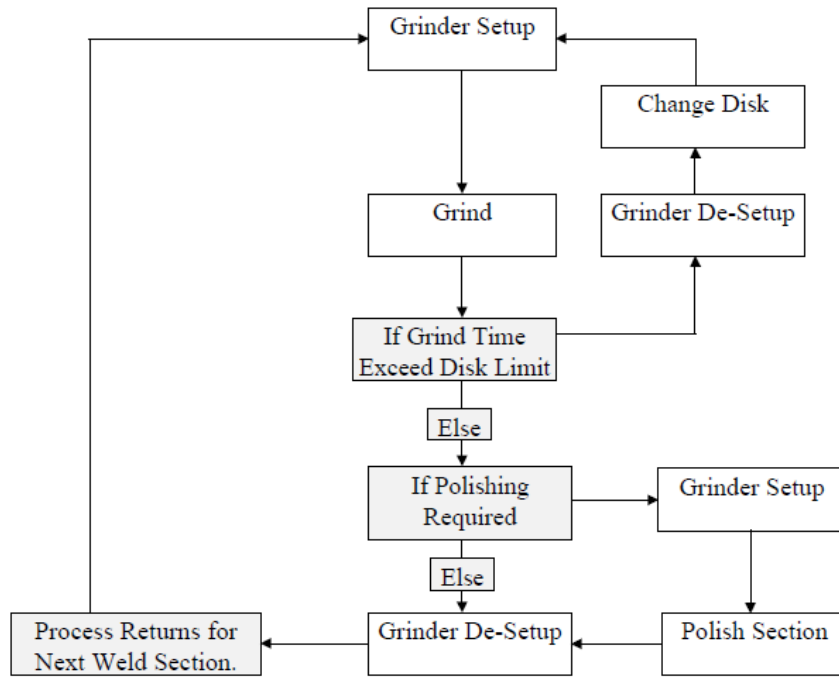 Grinder Setup
Change Disk
Grind
Grinder De-Setup
If Grind Time
Exceed Disk Limit
Else
If Polishing
Required
Grinder Setup
Else
Process Returns for
Next Weld Section.
Grinder De-Setup
Polish Section